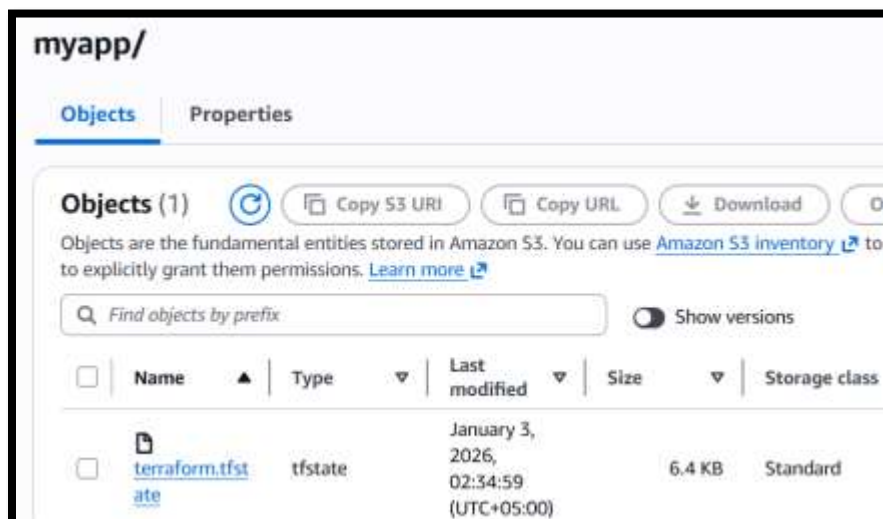 myapp/
Objects Properties
Objects (1) Copy S3 URI Copy URL Download O
Objects are the fundamental entities stored in Amazon S3. You can use Amazon S3 inventory to
to explicitly grant them permissions. Learn more
Find objects by prefix Show versions
Name Type Last modified Size Storage class
terraform.tfstate tfstate January 3, 2026, 02:34:59 (UTC+05:00) 6.4 KB Standard